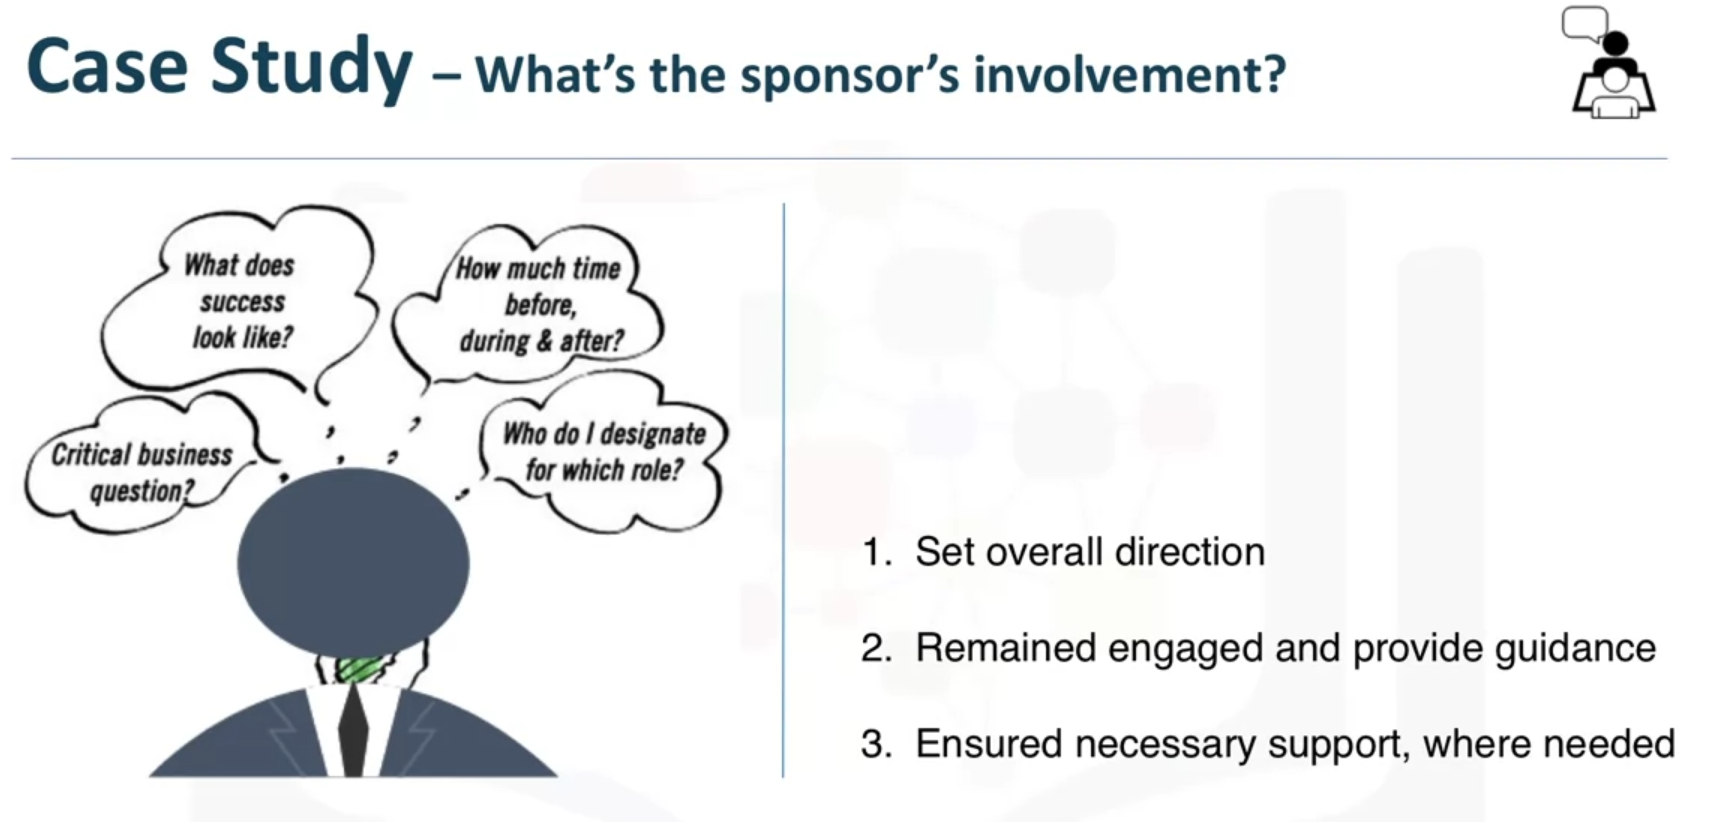 Case Study – What's the sponsor's involvement?
What does
success
look like?
How much time
before,
during & after?
Critical business
question?
Who do I designate
for which role?
1. Set overall direction
2. Remained engaged and provide guidance
3. Ensured necessary support, where needed